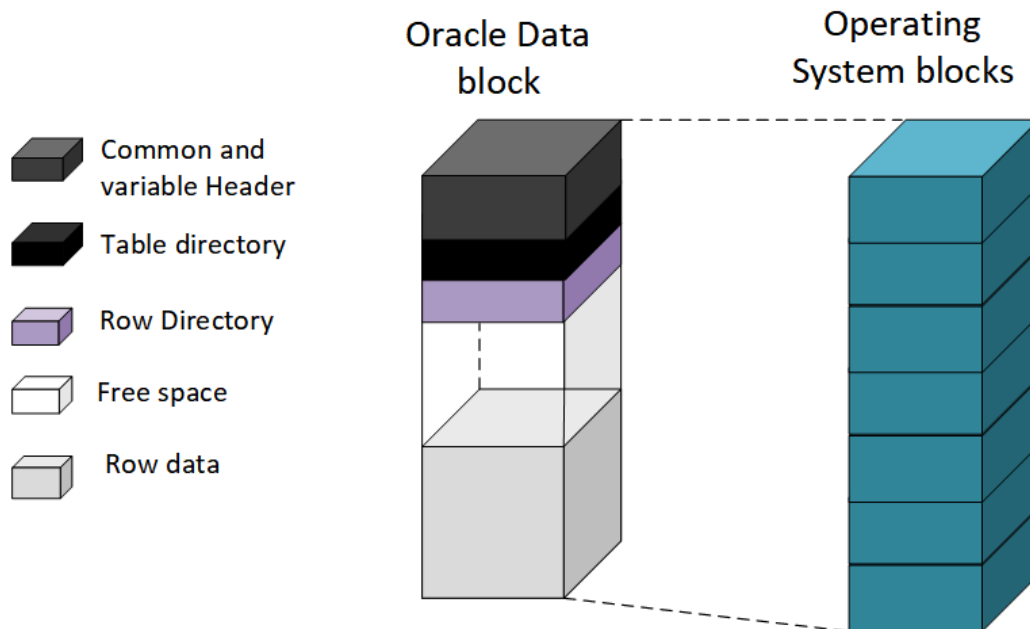 Oracle Data
block
Operating
System blocks
Common and
variable Header
Table directory
Row Directory
Free space
Row data